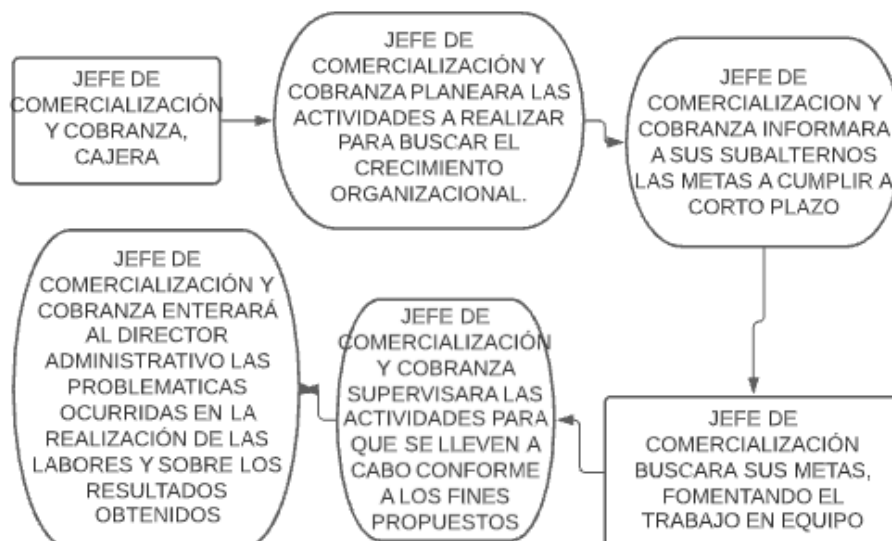 JEFE DE
COMERCIALIZACIÓN
Y COBRANZA,
CAJERA
JEFE DE
COMERCIALIZACIÓN Y
COBRANZA PLANEARA LAS
ACTIVIDADES A REALIZAR
PARA BUSCAR EL
CRECIMIENTO
ORGANIZACIONAL.
JEFE DE
COMERCIALIZACION Y
COBRANZA INFORMARA
A SUS SUBALTERNOS
LAS METAS A CUMPLIR A
CORTO PLAZO
JEFE DE
COMERCIALIZACIÓN
BUSCARA SUS METAS,
FOMENTANDO EL
TRABAJO EN EQUIPO
JEFE DE
COMERCIALIZACIÓN
Y COBRANZA
SUPERVISARA LAS
ACTIVIDADES PARA
QUE SE LLEVEN A
CABO CONFORME
A LOS FINES
PROPUESTOS
JEFE DE
COMERCIALIZACIÓN Y
COBRANZA ENTERARÁ
AL DIRECTOR
ADMINISTRATIVO LAS
PROBLEMATICAS
OCURRIDAS EN LA
REALIZACIÓN DE LAS
LABORES Y SOBRE LOS
RESULTADOS
OBTENIDOS